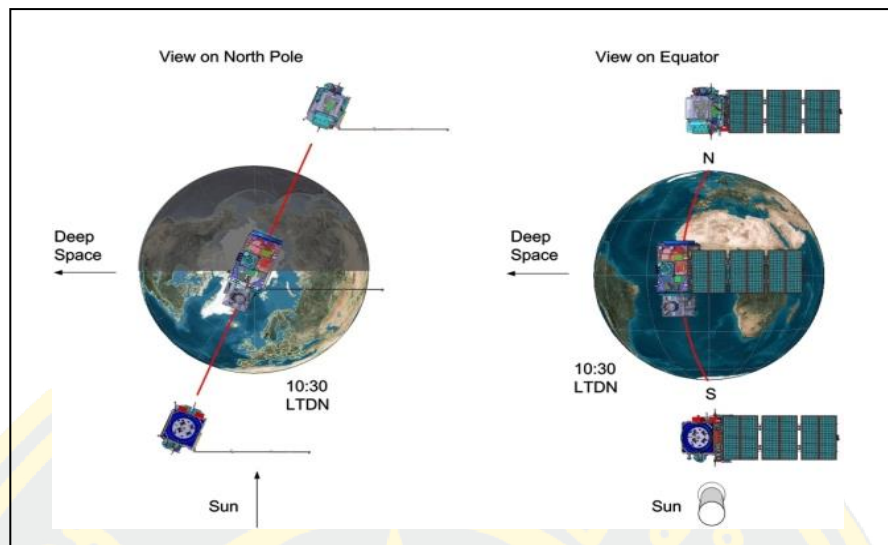 View on North Pole
Deep
Space
10:30
LTDN
Sun
View on Equator
N
Deep
Space
10:30
LTDN
S
Sun